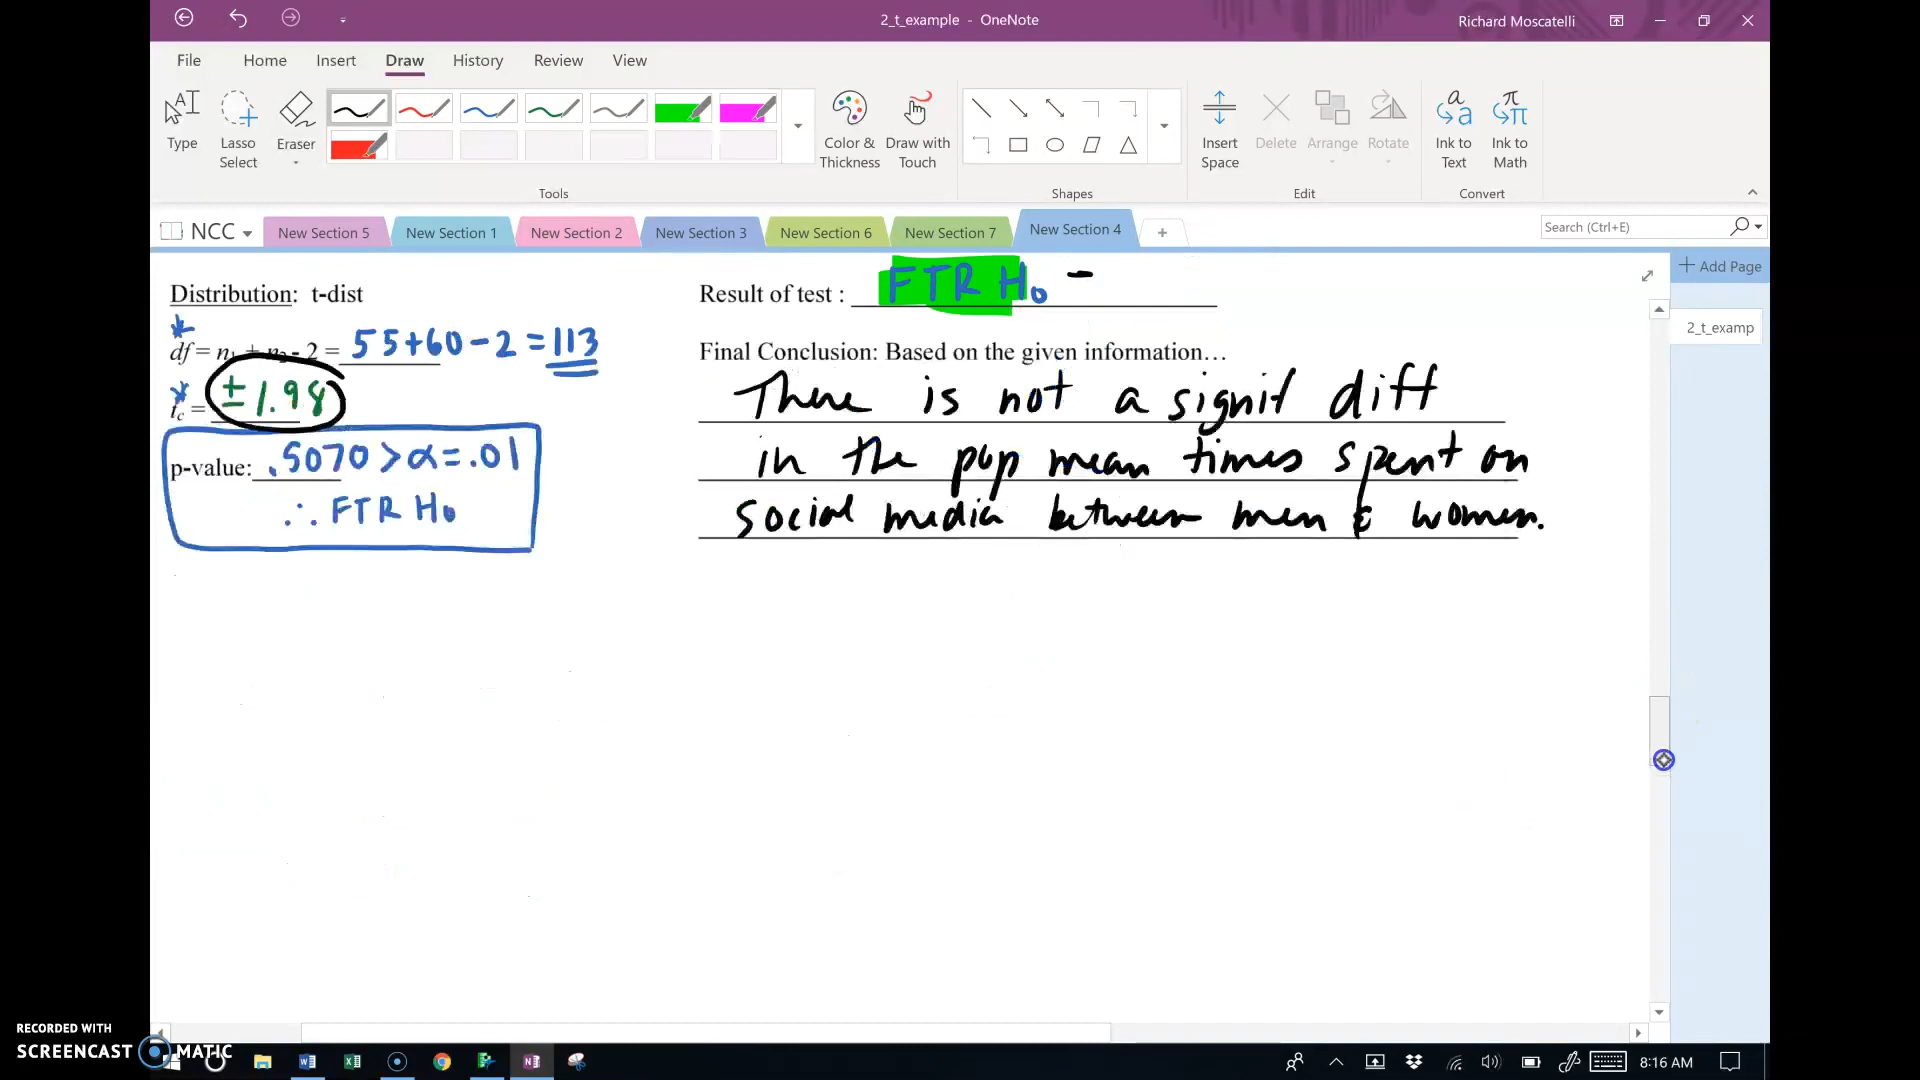 2_t_example - OneNote
Richard Moscatelli
File Home Insert Draw History Review View
Type
Lasso Select
Eraser
Color & Thickness
Draw with Touch
Insert Space
Delete
Arrange
Rotate
Ink to Text
Ink to Math
Tools
Shapes
Edit
Convert
NCC
New Section 5
New Section 1
New Section 2
New Section 3
New Section 6
New Section 7
New Section 4
+
Search (Ctrl+E)
+ Add Page
2_t_examp
Distribution: t-dist
df = n₁ + n₂ - 2 = 55+60-2=113
t꜀ = ±1.98
p-value: .5070 > α = .01
∴ FTR H₀
Result of test : FTR H₀ -
Final Conclusion: Based on the given information…
There is not a signif diff
in the pop mean times spent on
social media between men & women.
RECORDED WITH
SCREENCAST MATIC
8:16 AM